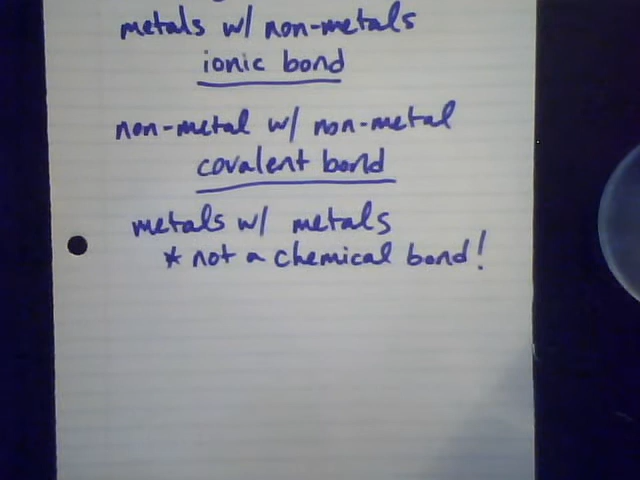 metals w/ non-metals
ionic bond
non-metal w/ non-metal
covalent bond
metals w/ metals
* not a chemical bond!